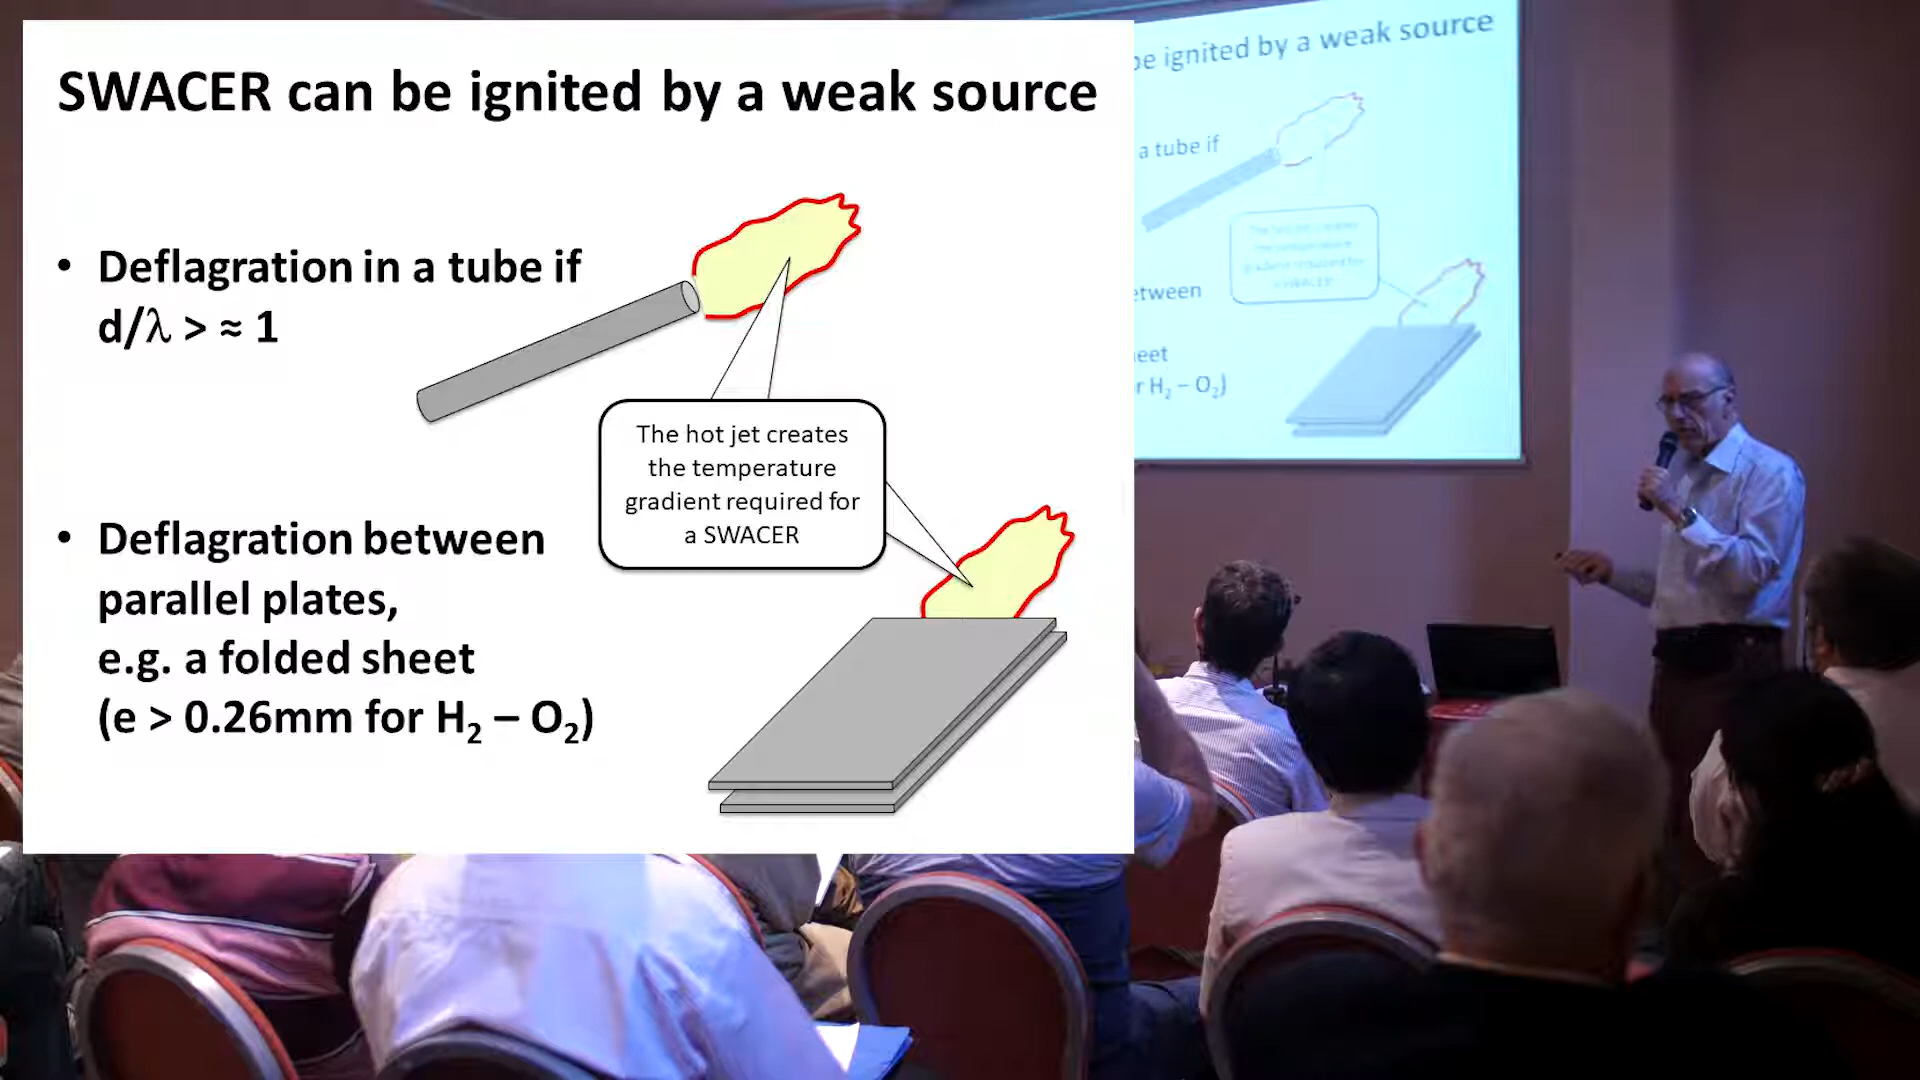 SWACER can be ignited by a weak source
• Deflagration in a tube if
d/λ > ≈ 1
The hot jet creates
the temperature
gradient required for
a SWACER
• Deflagration between
parallel plates,
e.g. a folded sheet
(e > 0.26mm for H₂ – O₂)
be ignited by a weak source
a tube if
etween
eet
r H₂ – O₂)